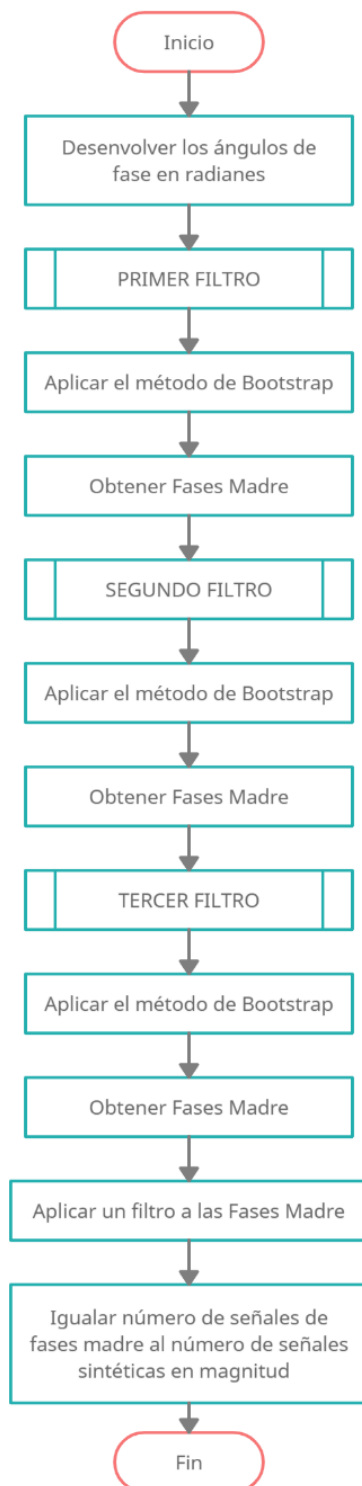 Inicio
Desenvolver los ángulos de
fase en radianes
PRIMER FILTRO
Aplicar el método de Bootstrap
Obtener Fases Madre
SEGUNDO FILTRO
Aplicar el método de Bootstrap
Obtener Fases Madre
TERCER FILTRO
Aplicar el método de Bootstrap
Obtener Fases Madre
Aplicar un filtro a las Fases Madre
Igualar número de señales de
fases madre al número de señales
sintéticas en magnitud
Fin